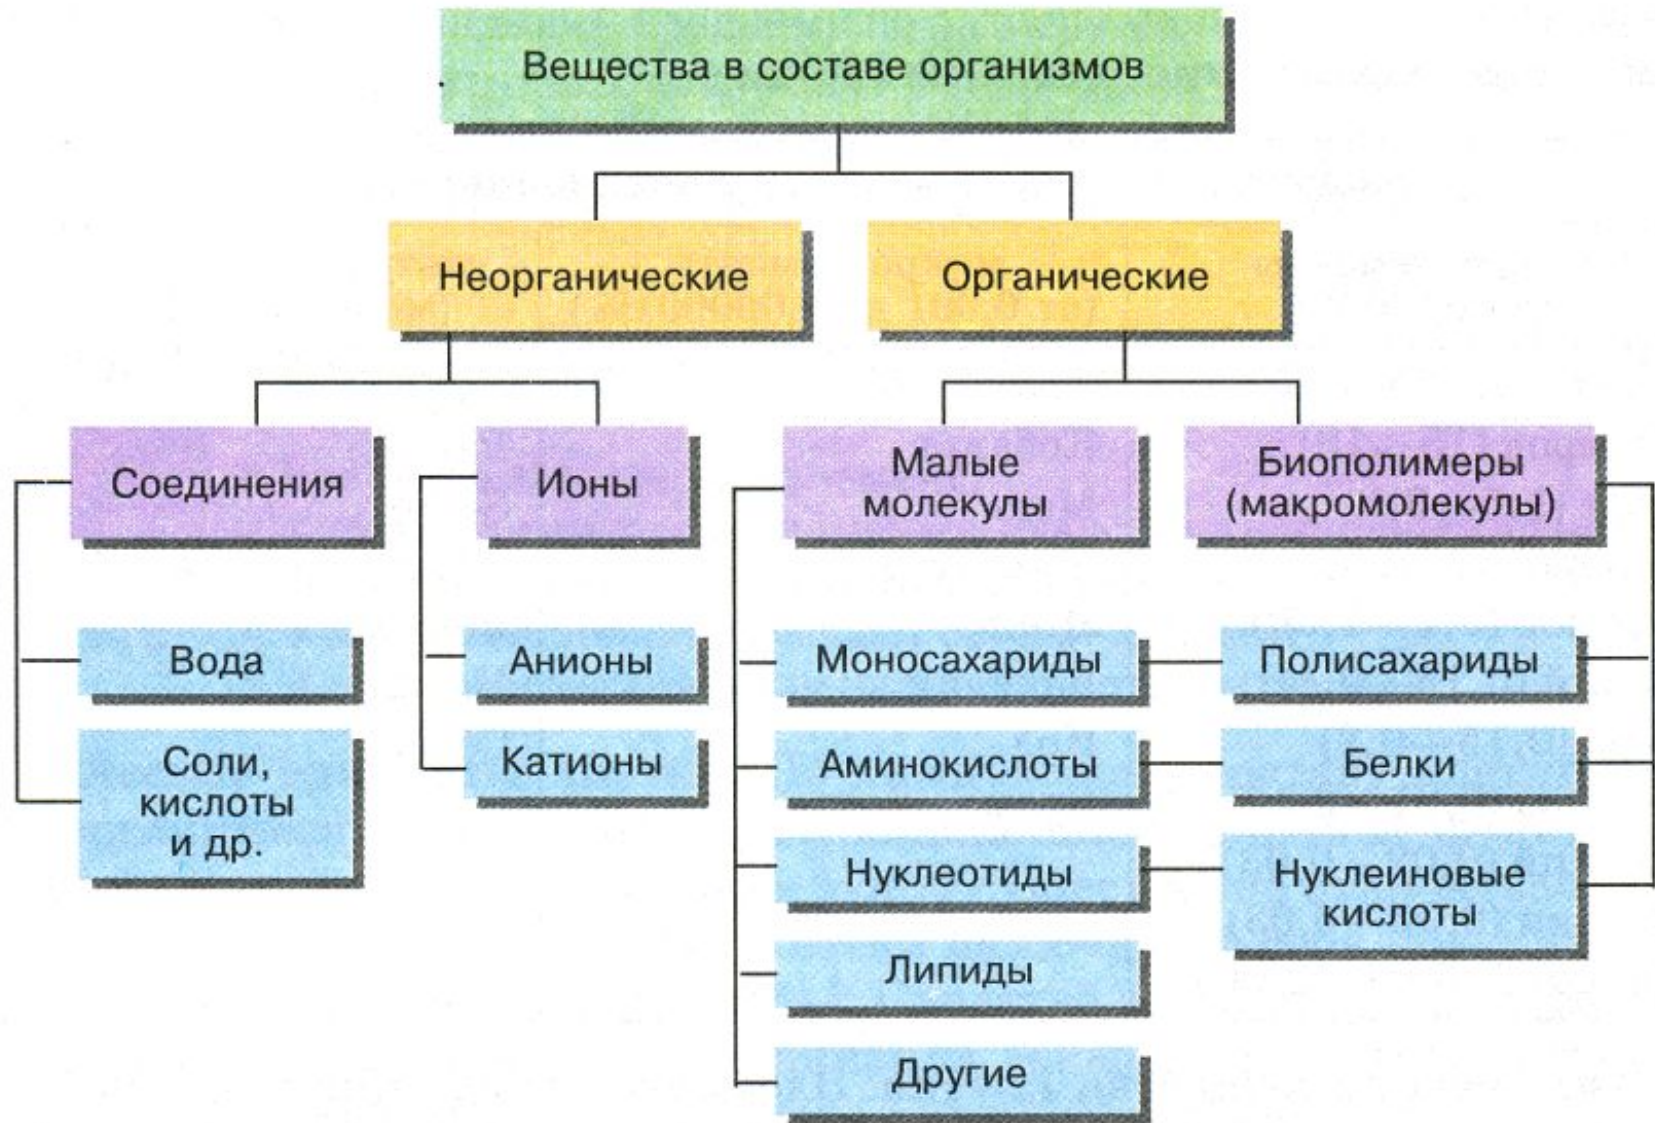 Вещества в составе организмов
Неорганические
Органические
Соединения
Ионы
Малые
молекулы
Биополимеры
(макромолекулы)
Вода
Анионы
Моносахариды
Полисахариды
Соли,
кислоты
и др.
Катионы
Аминокислоты
Белки
Нуклеотиды
Нуклеиновые
кислоты
Липиды
Другие